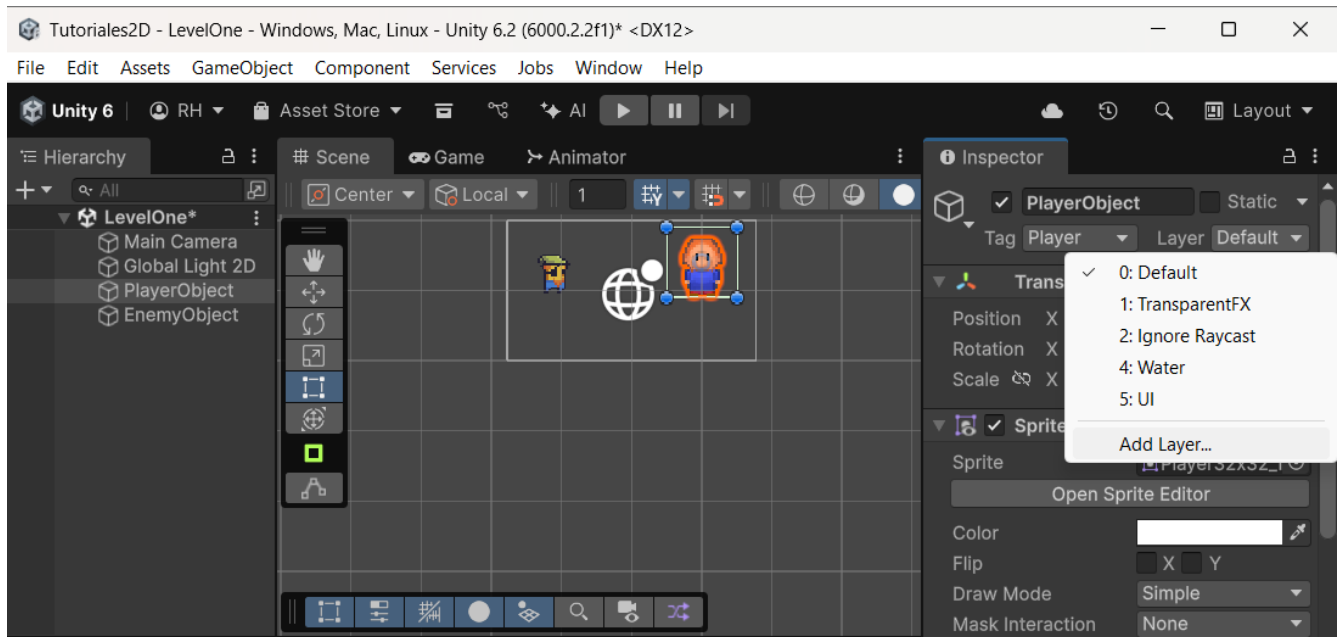 Tutoriales2D - LevelOne - Windows, Mac, Linux - Unity 6.2 (6000.2.2f1)* <DX12>
File Edit Assets GameObject Component Services Jobs Window Help
Unity 6 RH Asset Store AI Layout
Hierarchy
All
LevelOne*
Main Camera
Global Light 2D
PlayerObject
EnemyObject
Scene Game Animator
Center Local 1
Inspector
PlayerObject Static
Tag Player Layer Default
0: Default
1: TransparentFX
2: Ignore Raycast
4: Water
5: UI
Add Layer...
Position X
Rotation X
Scale X
Sprite
Sprite
Open Sprite Editor
Color
Flip X Y
Draw Mode Simple
Mask Interaction None